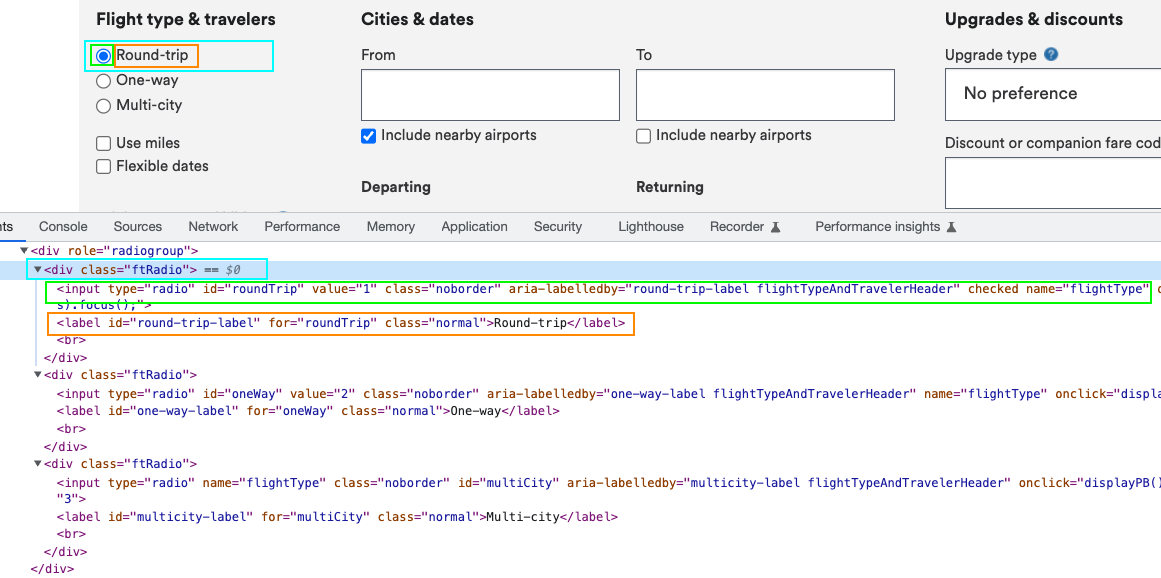 Flight type & travelers
Cities & dates
Upgrades & discounts
Round-trip
From
To
Upgrade type ?
One-way
No preference
Multi-city
Include nearby airports
Include nearby airports
Use miles
Discount or companion fare cod
Flexible dates
Departing
Returning
nts Console Sources Network Performance Memory Application Security Lighthouse Recorder Performance insights
<div role="radiogroup">
<div class="ftRadio"> == $0
<input type="radio" id="roundTrip" value="1" class="noborder" aria-labelledby="round-trip-label flightTypeAndTravelerHeader" checked name="flightType"
s).focus();">
<label id="round-trip-label" for="roundTrip" class="normal">Round-trip</label>
<br>
</div>
<div class="ftRadio">
<input type="radio" id="oneWay" value="2" class="noborder" aria-labelledby="one-way-label flightTypeAndTravelerHeader" name="flightType" onclick="displa
<label id="one-way-label" for="oneWay" class="normal">One-way</label>
<br>
</div>
<div class="ftRadio">
<input type="radio" name="flightType" class="noborder" id="multiCity" aria-labelledby="multicity-label flightTypeAndTravelerHeader" onclick="displayPB()
"3">
<label id="multicity-label" for="multiCity" class="normal">Multi-city</label>
<br>
</div>
</div>